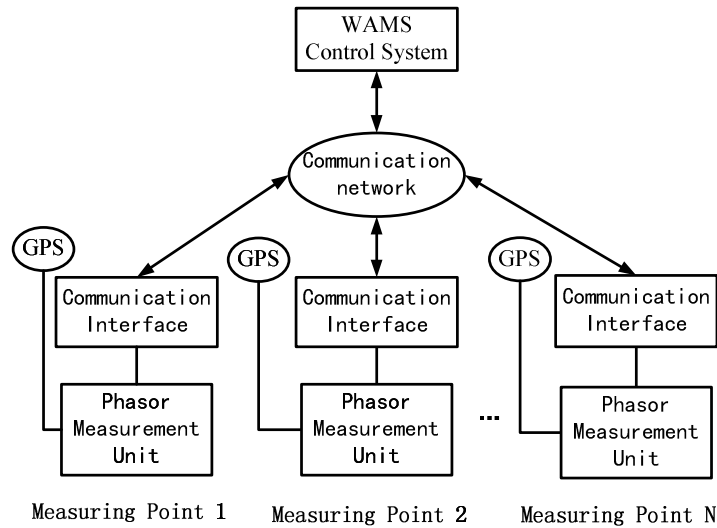 WAMS
Control System
Communication
network
GPS
GPS
GPS
Communication
Interface
Communication
Interface
Communication
Interface
Phasor
Measurement
Unit
Phasor
Measurement
Unit
...
Phasor
Measurement
Unit
Measuring Point 1
Measuring Point 2
Measuring Point N